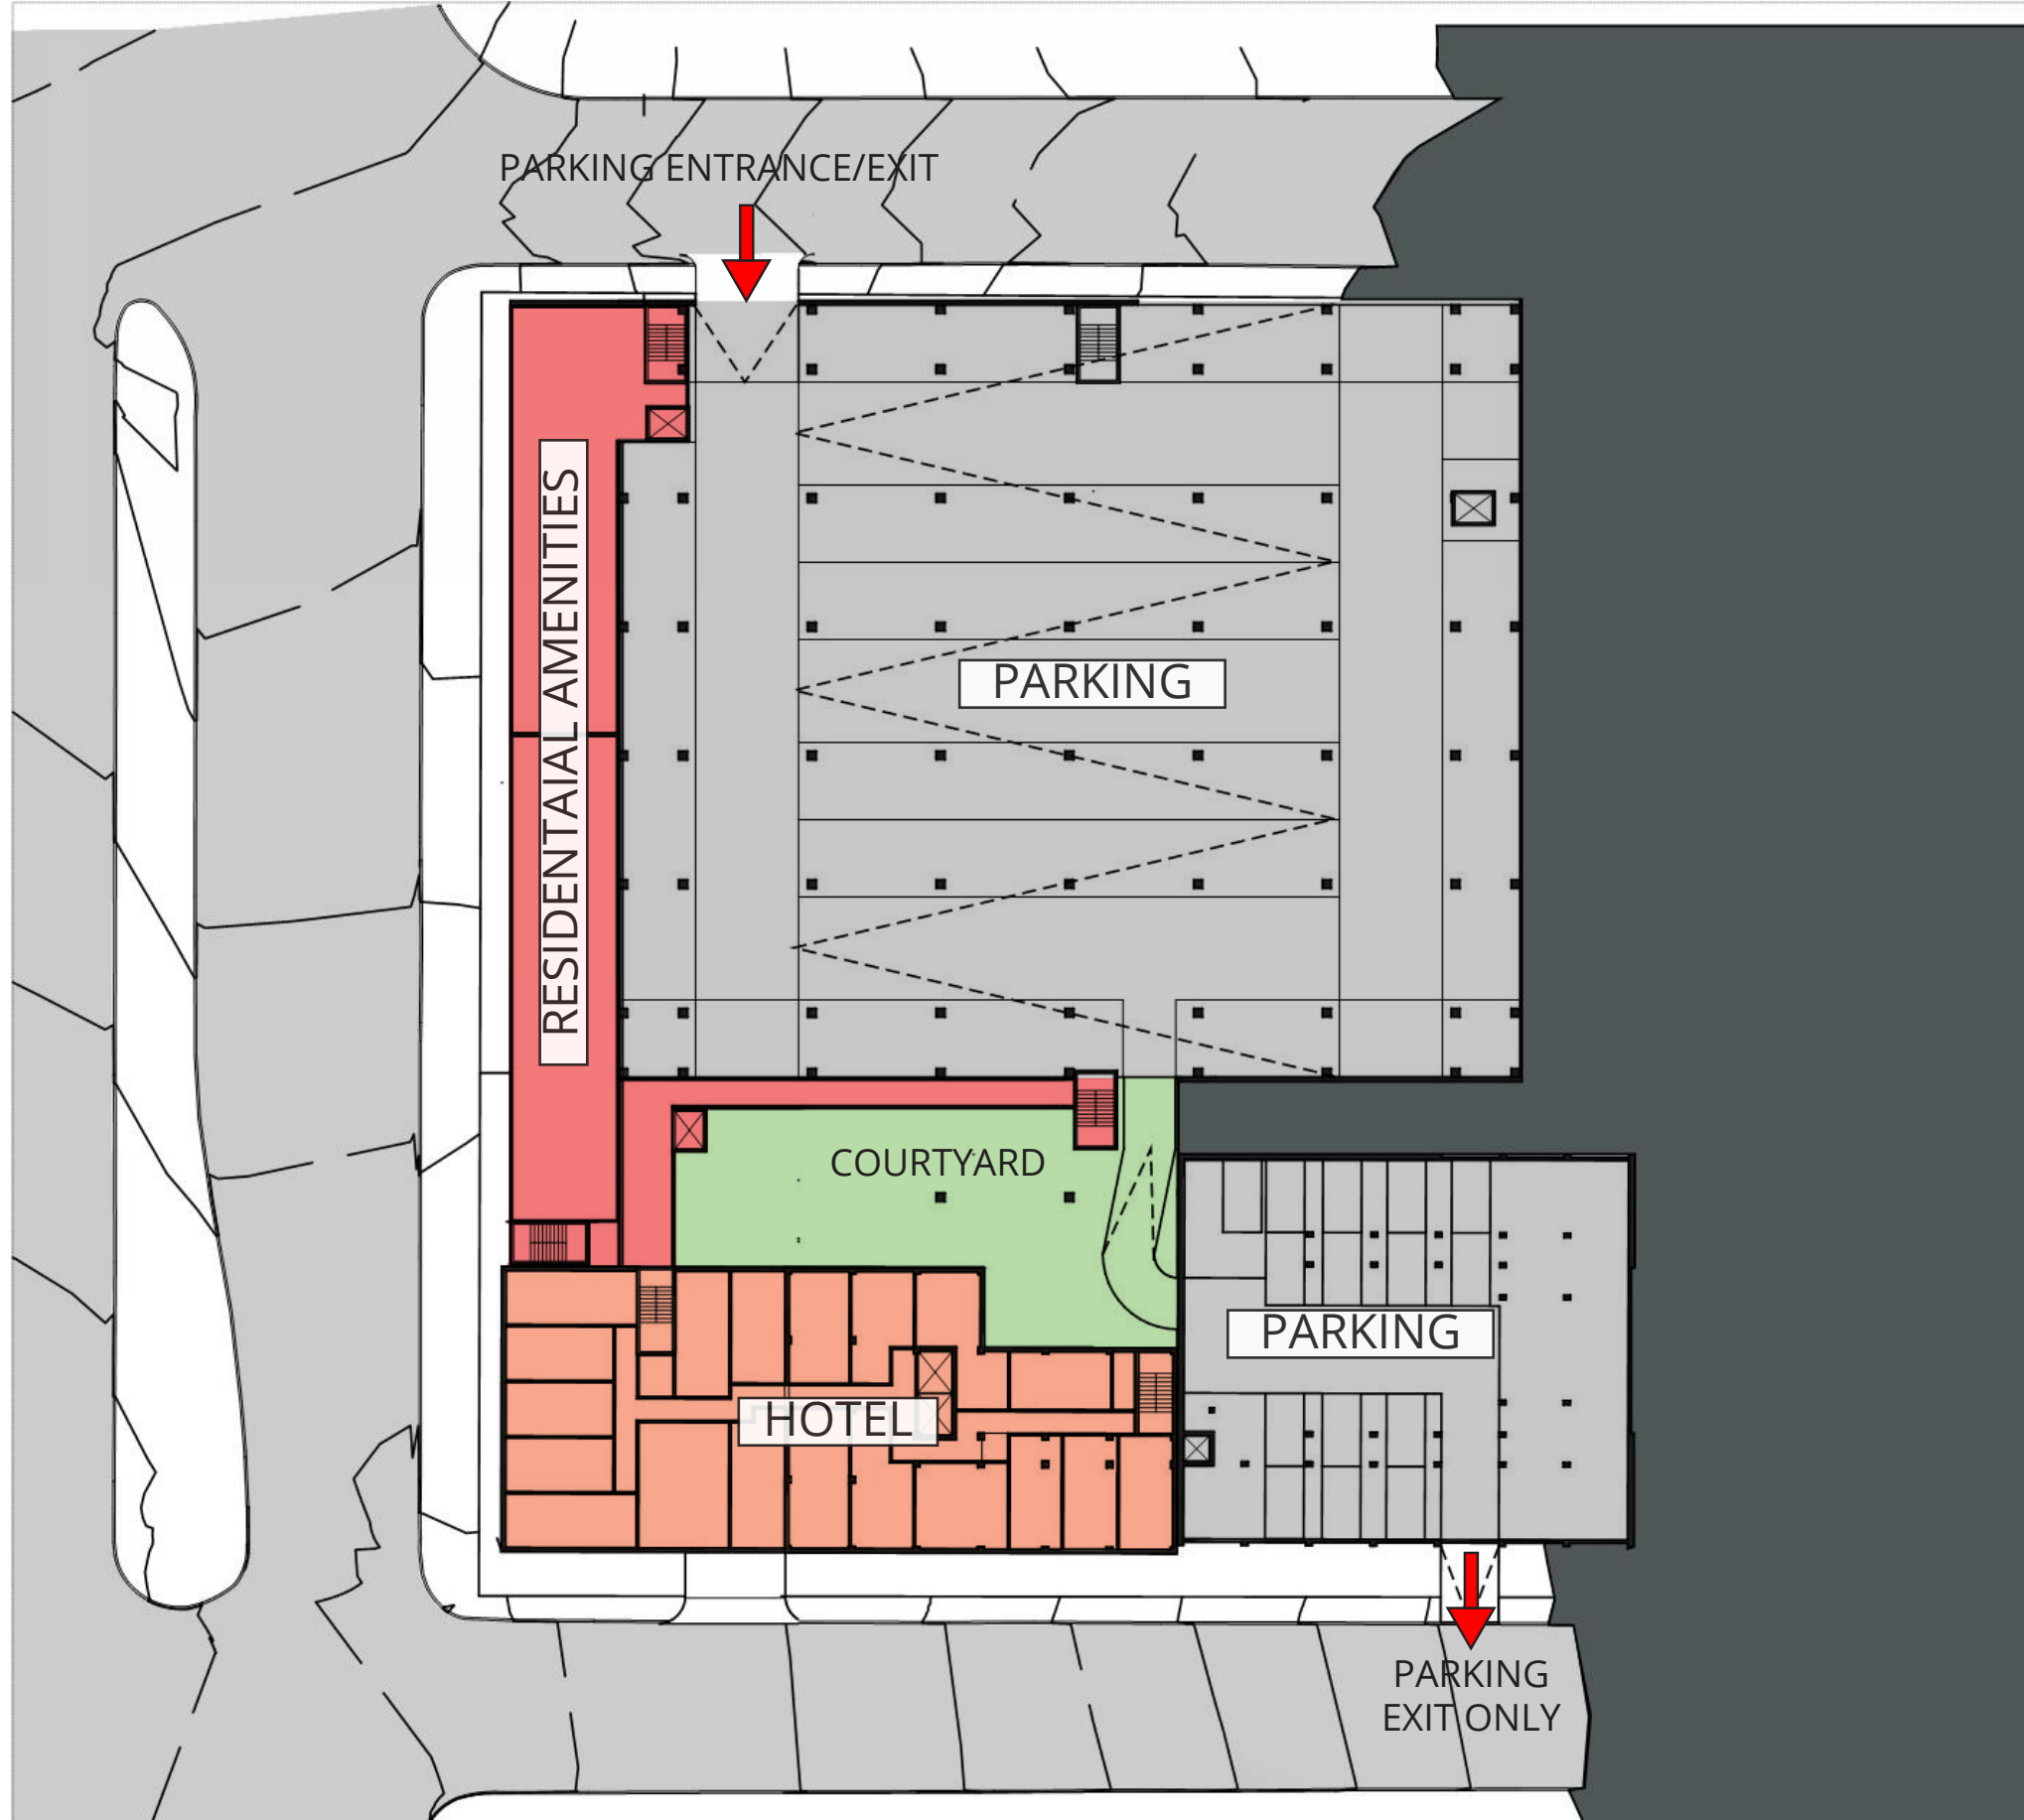 PARKING ENTRANCE/EXIT
RESIDENTAIAL AMENITIES
PARKING
COURTYARD
PARKING
HOTEL
PARKING
EXIT ONLY